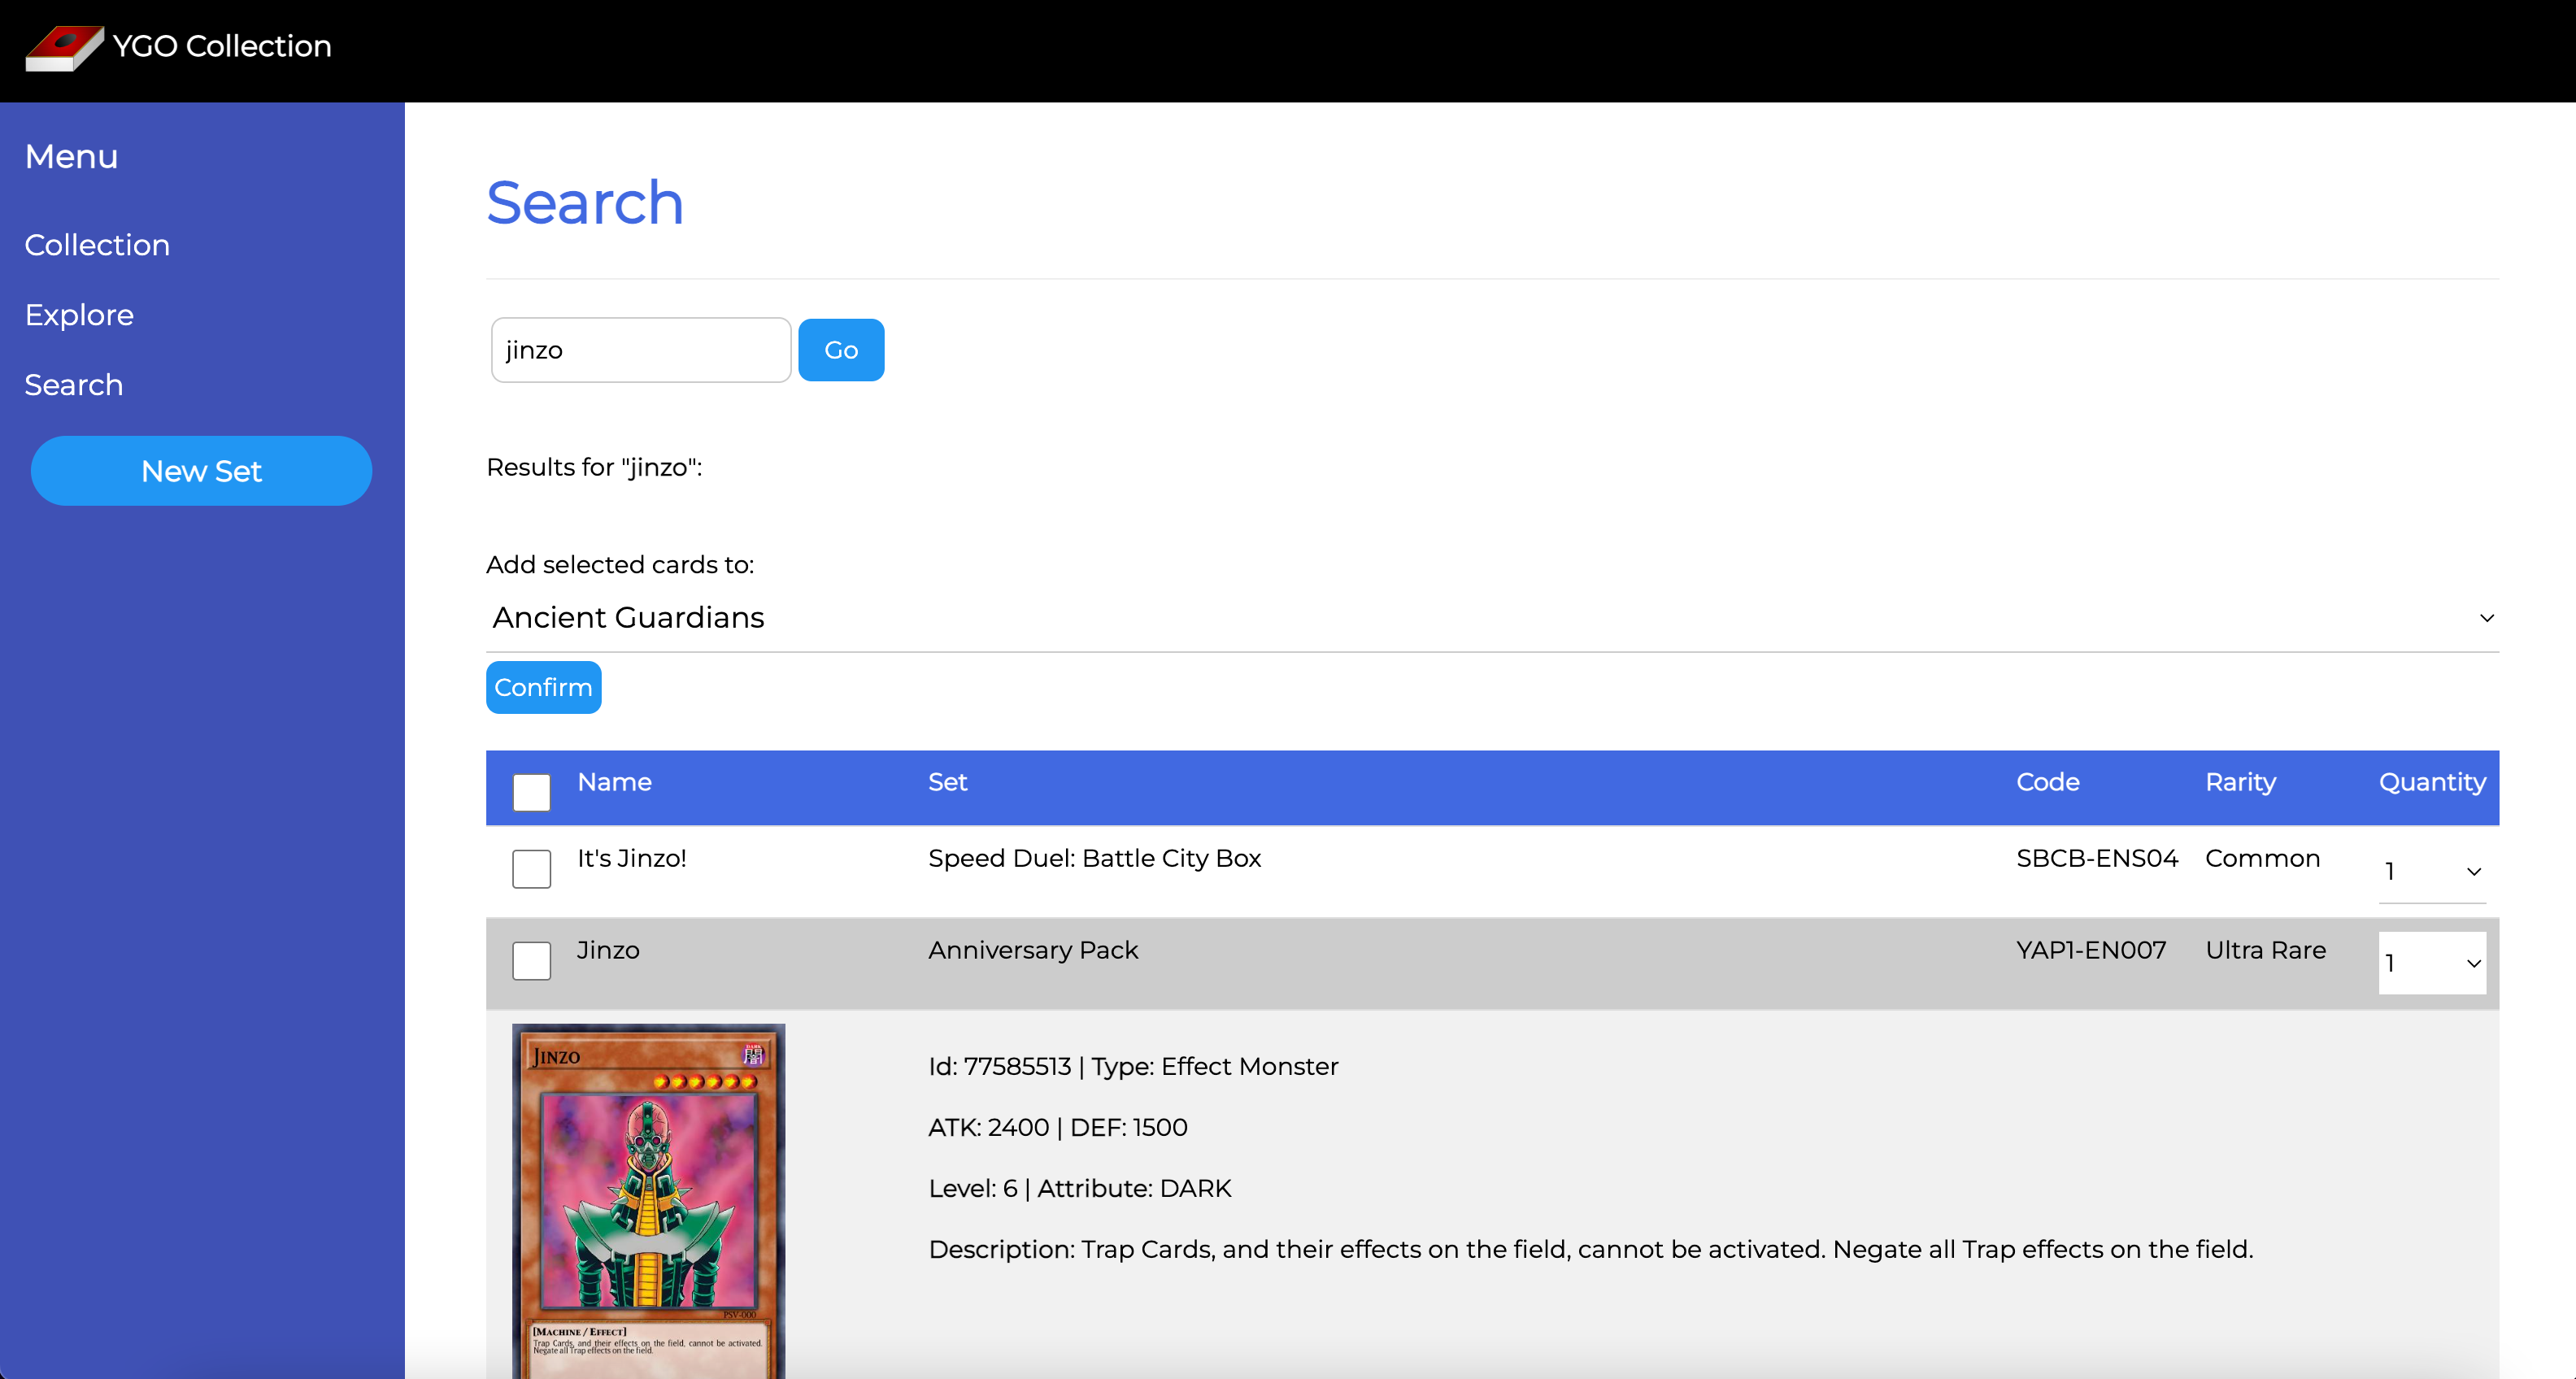 YGO Collection
Menu
Collection
Explore
Search
New Set
Search
jinzo
Go
Results for "jinzo":
Add selected cards to:
Ancient Guardians
Confirm
Name Set Code Rarity Quantity
It's Jinzo! Speed Duel: Battle City Box SBCB-ENS04 Common 1
Jinzo Anniversary Pack YAP1-EN007 Ultra Rare 1
JINZO
闇
PSV-000
[MACHINE / EFFECT]
Trap Cards, and their effects on the field, cannot be activated.
Negate all Trap effects on the field.
Id: 77585513 | Type: Effect Monster
ATK: 2400 | DEF: 1500
Level: 6 | Attribute: DARK
Description: Trap Cards, and their effects on the field, cannot be activated. Negate all Trap effects on the field.